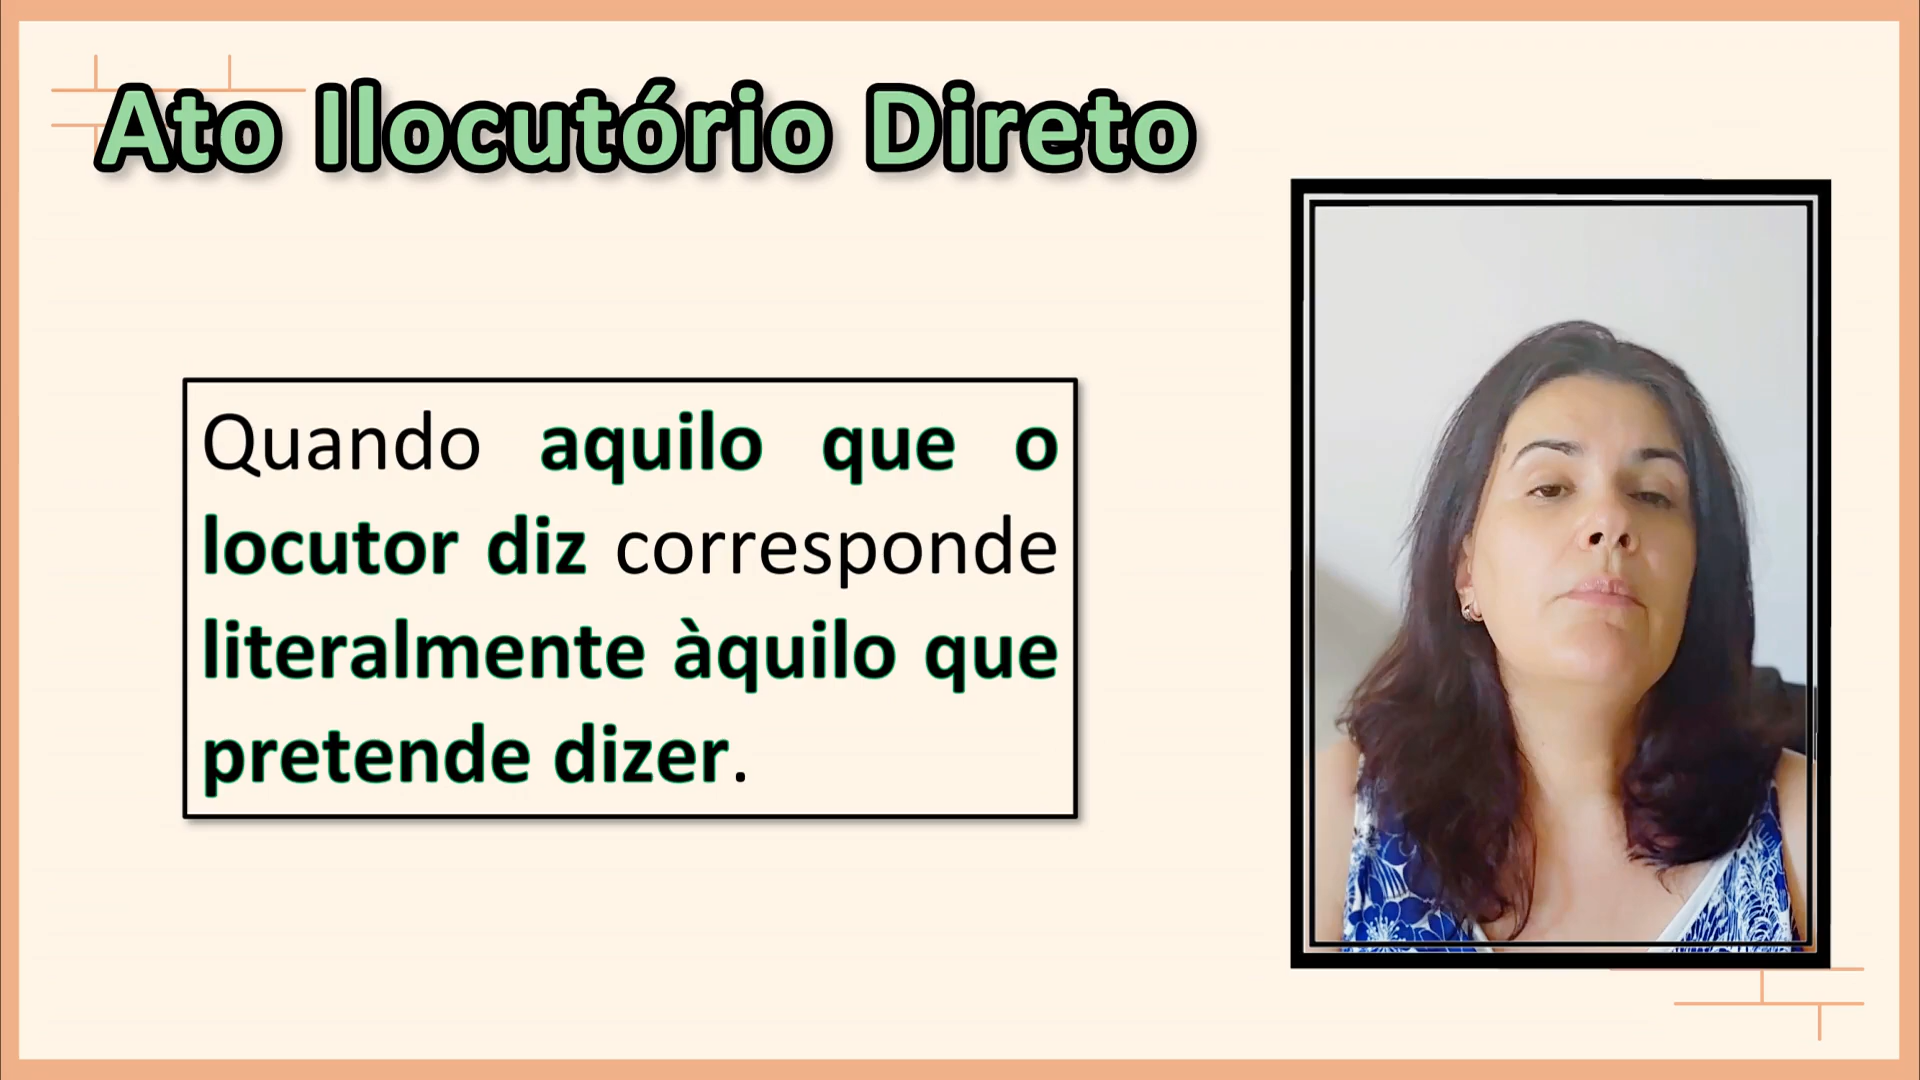 Ato Ilocutório Direto
Quando aquilo que o
locutor diz corresponde
literalmente àquilo que
pretende dizer.